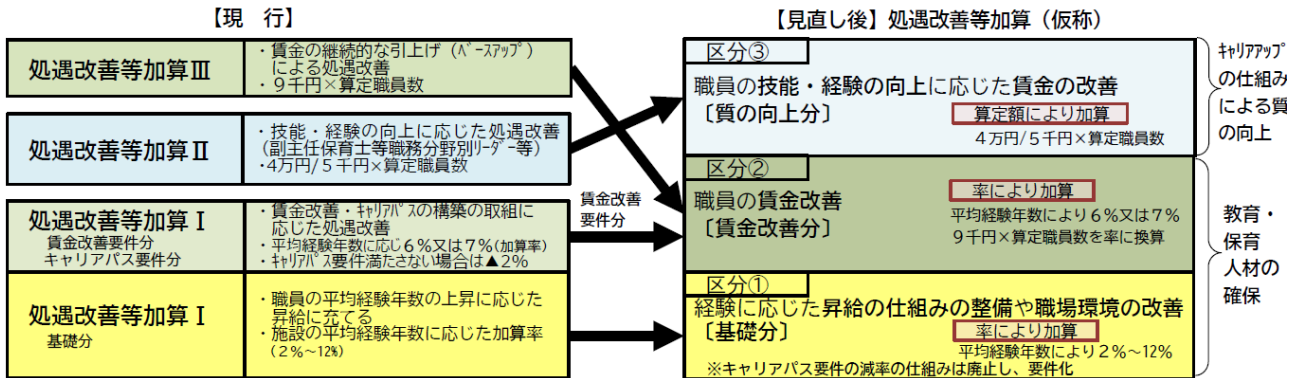 【現　行】
処遇改善等加算Ⅲ
・賃金の継続的な引上げ（ﾍﾞｰｽｱｯﾌﾟ）
による処遇改善
・９千円×算定職員数
処遇改善等加算Ⅱ
・技能・経験の向上に応じた処遇改善
(副主任保育士等職務分野別ﾘｰﾀﾞｰ等)
・4万円/５千円×算定職員数
処遇改善等加算Ⅰ
賃金改善要件分
キャリアパス要件分
・賃金改善・ｷｬﾘｱﾊﾟｽの構築の取組に
応じた処遇改善
・平均経験年数に応じ６％又は７％(加算率)
・ｷｬﾘｱﾊﾟｽ要件満たさない場合は▲2％
処遇改善等加算Ⅰ
基礎分
・職員の平均経験年数の上昇に応じた
昇給に充てる
・施設の平均経験年数に応じた加算率
（２％～12％）
賃金改善
要件分
【見直し後】処遇改善等加算（仮称）
区分③
職員の技能・経験の向上に応じた賃金の改善
〔質の向上分〕
算定額により加算
４万円/５千円×算定職員数
区分②
職員の賃金改善
〔賃金改善分〕
率により加算
平均経験年数により６％又は７％
９千円×算定職員数を率に換算
区分①
経験に応じた昇給の仕組みの整備や職場環境の改善
〔基礎分〕
率により加算
平均経験年数により２％～12％
※キャリアパス要件の減率の仕組みは廃止し、要件化
ｷｬﾘｱｱｯﾌﾟ
の仕組み
による質
の向上
教育・
保育
人材の
確保